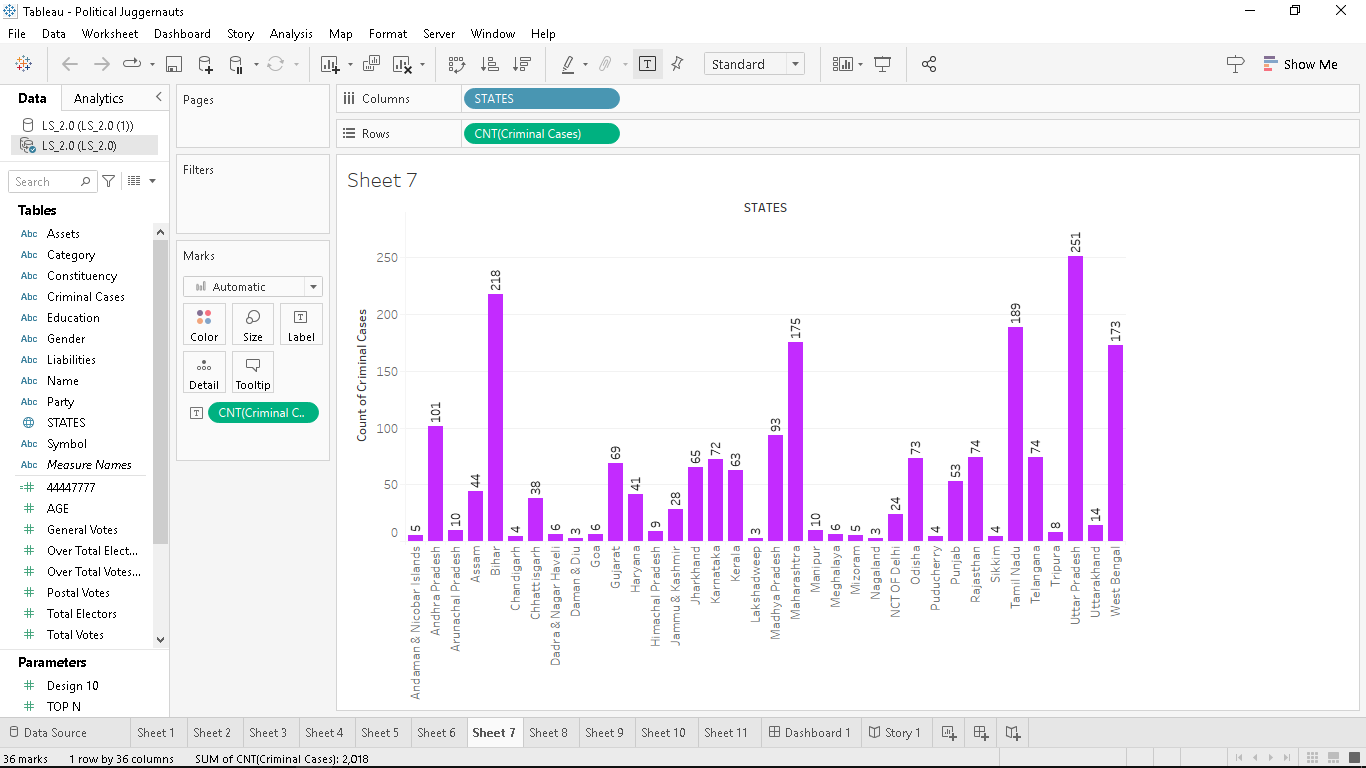 Tableau - Political Juggernauts
File Data Worksheet Dashboard Story Analysis Map Format Server Window Help
Standard
Show Me
Data Analytics
LS_2.0 (LS_2.0 (1))
LS_2.0 (LS_2.0)
Search
Tables
Abc Assets
Abc Category
Abc Constituency
Abc Criminal Cases
Abc Education
Abc Gender
Abc Liabilities
Abc Name
Abc Party
STATES
Abc Symbol
Abc Measure Names
44447777
AGE
General Votes
Over Total Elect...
Over Total Votes...
Postal Votes
Total Electors
Total Votes
Parameters
Design 10
TOP N
Pages
Filters
Marks
Automatic
Color Size Label
Detail Tooltip
CNT(Criminal C..
Columns STATES
Rows CNT(Criminal Cases)
Sheet 7
STATES
Count of Criminal Cases
250
200
150
100
50
0
5
101
10
44
218
4
38
6
3
6
69
41
9
28
65
72
63
3
93
175
10
6
5
3
24
73
4
53
74
4
189
74
8
251
14
173
Andaman & Nicobar Islands
Andhra Pradesh
Arunachal Pradesh
Assam
Bihar
Chandigarh
Chhattisgarh
Dadra & Nagar Haveli
Daman & Diu
Goa
Gujarat
Haryana
Himachal Pradesh
Jammu & Kashmir
Jharkhand
Karnataka
Kerala
Lakshadweep
Madhya Pradesh
Maharashtra
Manipur
Meghalaya
Mizoram
Nagaland
NCT OF Delhi
Odisha
Puducherry
Punjab
Rajasthan
Sikkim
Tamil Nadu
Telangana
Tripura
Uttar Pradesh
Uttarakhand
West Bengal
Data Source Sheet 1 Sheet 2 Sheet 3 Sheet 4 Sheet 5 Sheet 6 Sheet 7 Sheet 8 Sheet 9 Sheet 10 Sheet 11 Dashboard 1 Story 1
36 marks 1 row by 36 columns SUM of CNT(Criminal Cases): 2,018